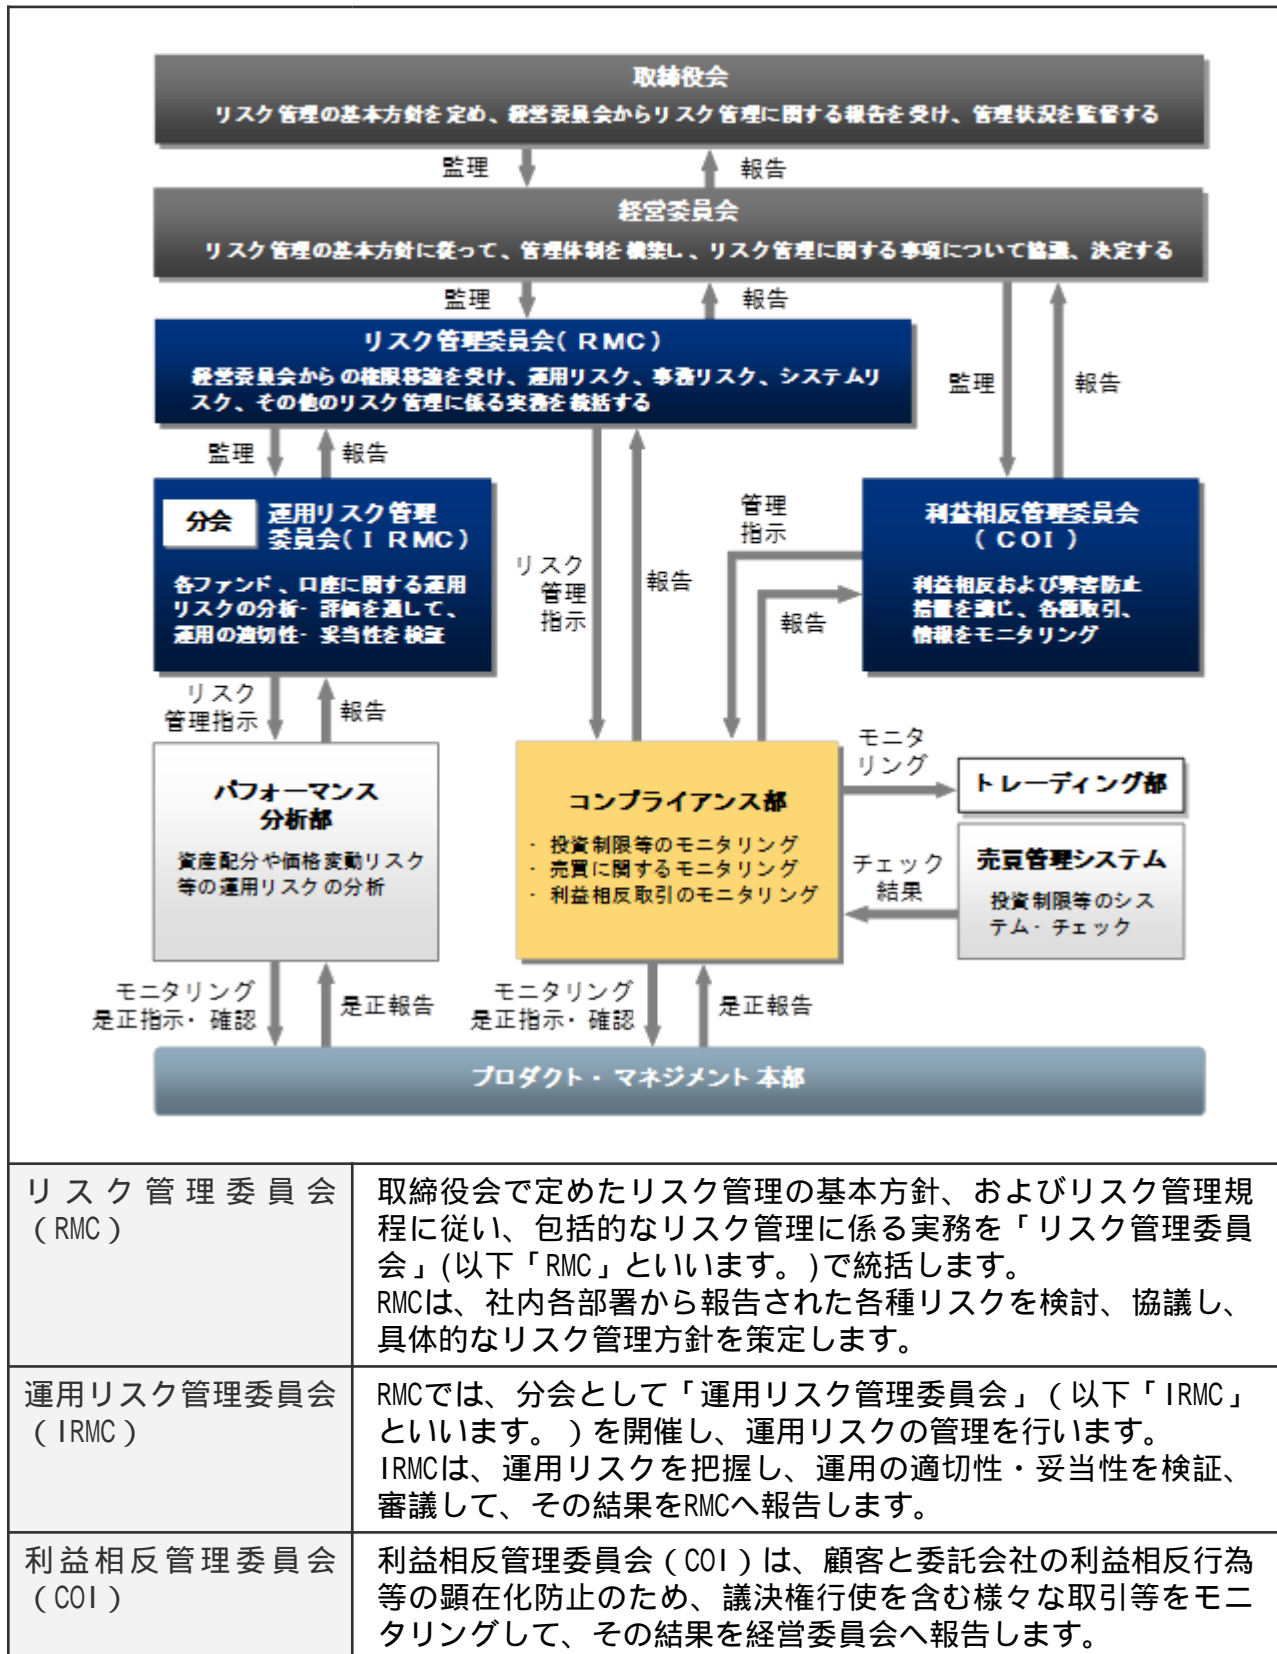 取締役会
リスク管理の基本方針を定め、経営委員会からリスク管理に関する報告を受け、管理状況を監督する
監理
報告
経営委員会
リスク管理の基本方針に従って、管理体制を構築し、リスク管理に関する事項について協議、決定する
監理
報告
リスク管理委員会(RMC)
経営委員会からの権限移譲を受け、運用リスク、事務リスク、システムリ
スク、その他のリスク管理に係る実務を統括する
監理
報告
監理
報告
分会
運用リスク管理
委員会(IRMC)
各ファンド、口座に関する運用
リスクの分析・評価を通して、
運用の適切性・妥当性を検証
リスク
管理
指示
報告
管理
指示
報告
利益相反管理委員会
(COI)
利益相反および弊害防止
措置を講じ、各種取引、
情報をモニタリング
リスク
管理指示
報告
パフォーマンス
分析部
資産配分や価格変動リスク
等の運用リスクの分析
コンプライアンス部
・投資制限等のモニタリング
・売買に関するモニタリング
・利益相反取引のモニタリング
モニタ
リング
トレーディング部
チェック
結果
売買管理システム
投資制限等のシス
テム・チェック
モニタリング
是正指示・確認
是正報告
モニタリング
是正指示・確認
是正報告
プロダクト・マネジメント本部
リスク管理委員会
(RMC)
取締役会で定めたリスク管理の基本方針、およびリスク管理規
程に従い、包括的なリスク管理に係る実務を「リスク管理委員
会」(以下「RMC」といいます。)で統括します。
RMCは、社内各部署から報告された各種リスクを検討、協議し、
具体的なリスク管理方針を策定します。
運用リスク管理委員会
(IRMC)
RMCでは、分会として「運用リスク管理委員会」(以下「IRMC」
といいます。)を開催し、運用リスクの管理を行います。
IRMCは、運用リスクを把握し、運用の適切性・妥当性を検証、
審議して、その結果をRMCへ報告します。
利益相反管理委員会
(COI)
利益相反管理委員会(COI)は、顧客と委託会社の利益相反行為
等の顕在化防止のため、議決権行使を含む様々な取引等をモニ
タリングして、その結果を経営委員会へ報告します。